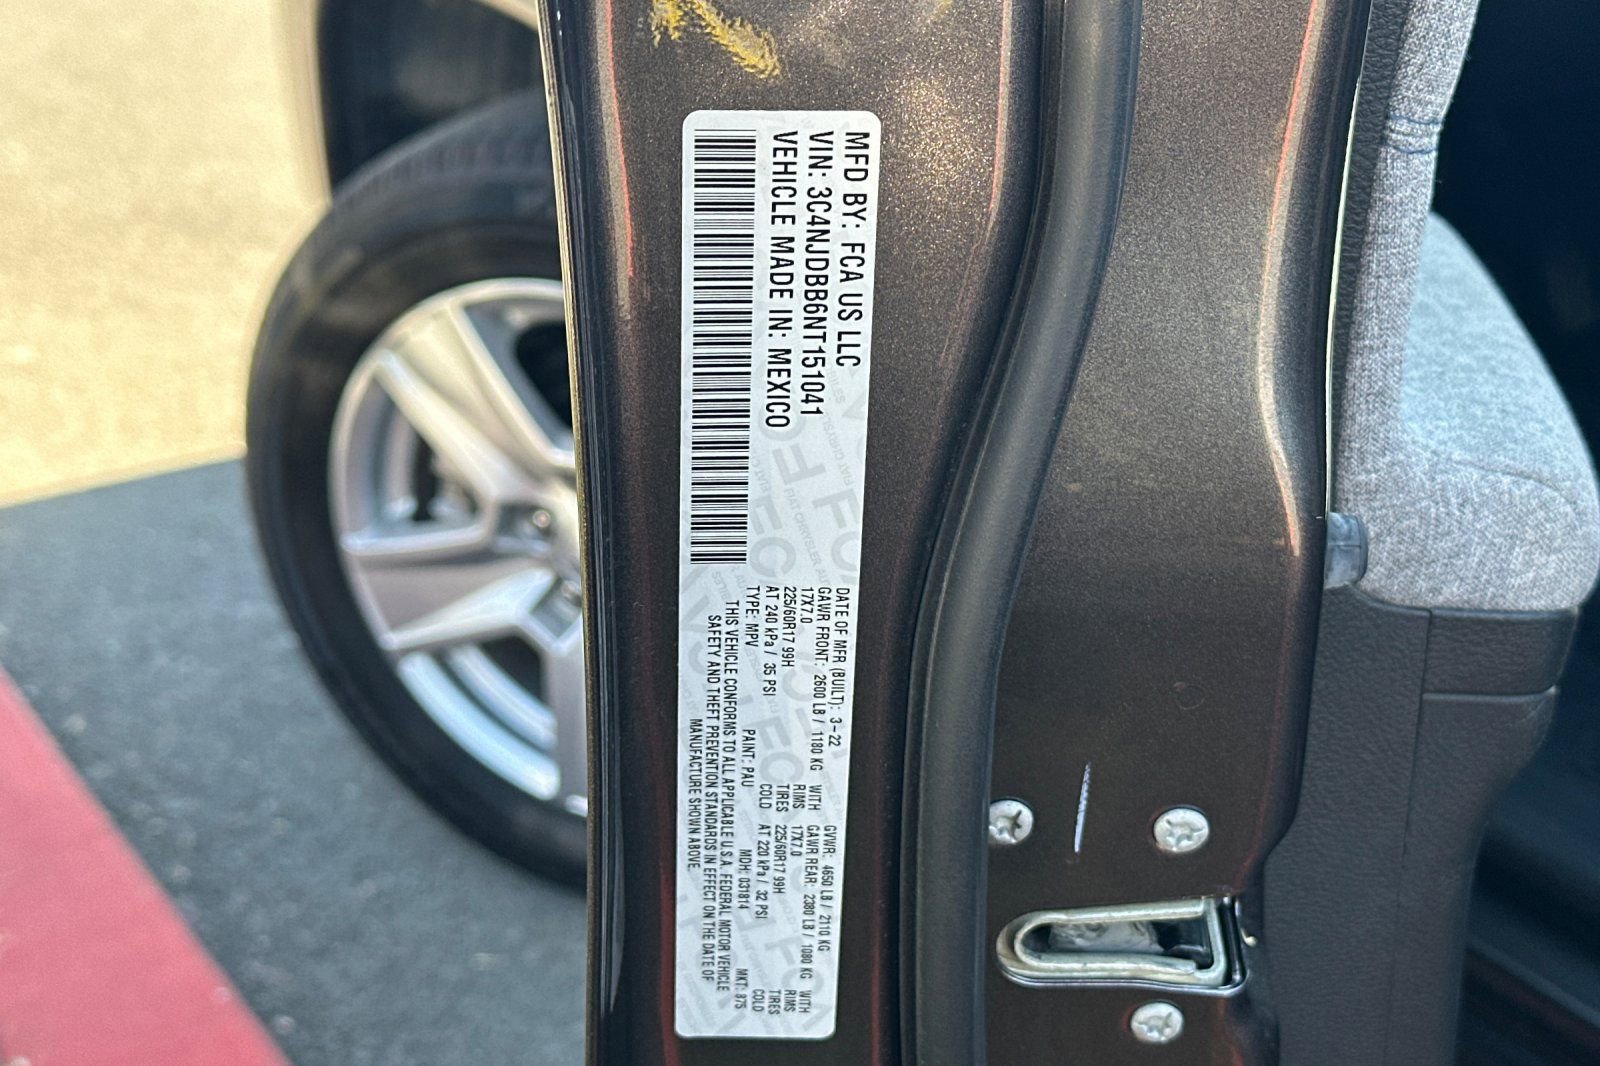 MFD BY: FCA US LLC
VIN: 3C4NJDBB6NT151041
VEHICLE MADE IN: MEXICO
DATE OF MFR (BUILT): 3-22 GVWR: 4650 LB / 2110 KG
GAWR FRONT: 2600 LB / 1180 KG WITH GAWR REAR: 2380 LB / 1080 KG WITH
17X7.0 RIMS 17X7.0 RIMS
225/60R17 99H TIRES 225/60R17 99H TIRES
AT 240 kPa / 35 PSI COLD AT 220 kPa / 32 PSI COLD
TYPE: MPV PAINT: PAU MDH: 031814 MKT: 875
THIS VEHICLE CONFORMS TO ALL APPLICABLE U.S.A. FEDERAL MOTOR VEHICLE
SAFETY AND THEFT PREVENTION STANDARDS IN EFFECT ON THE DATE OF
MANUFACTURE SHOWN ABOVE.